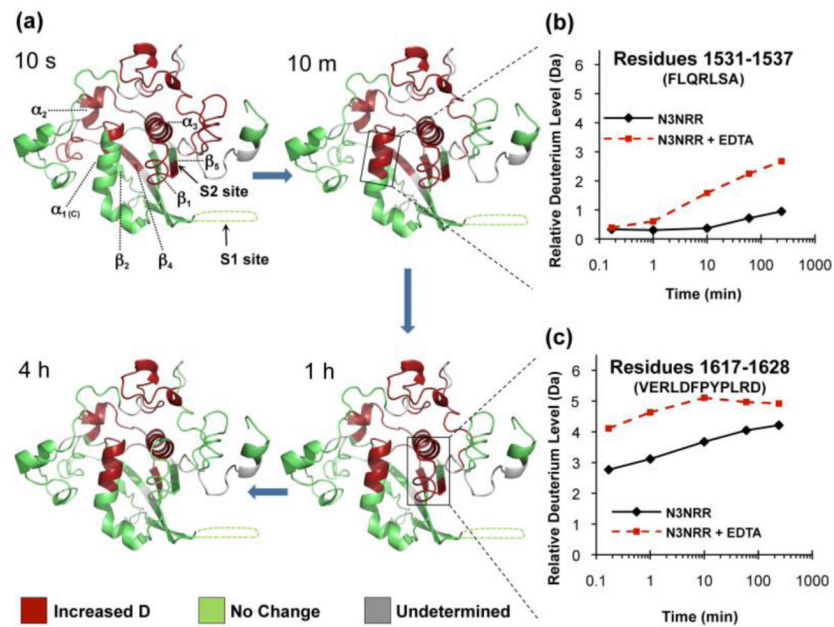 (a)
10 s
10 m
α2
α3
β5
S2 site
α1 (C)
β1
β2
β4
S1 site
4 h
1 h
Increased D
No Change
Undetermined
(b)
Residues 1531-1537
(FLQRLSA)
N3NRR
N3NRR + EDTA
Relative Deuterium Level (Da)
6
5
4
3
2
1
0
0.1 1 10 100 1000
Time (min)
(c)
Residues 1617-1628
(VERLDFPYPLRD)
N3NRR
N3NRR + EDTA
Relative Deuterium Level (Da)
6
5
4
3
2
1
0
0.1 1 10 100 1000
Time (min)